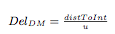 Del_{DM} = \frac{distToInt}{u}